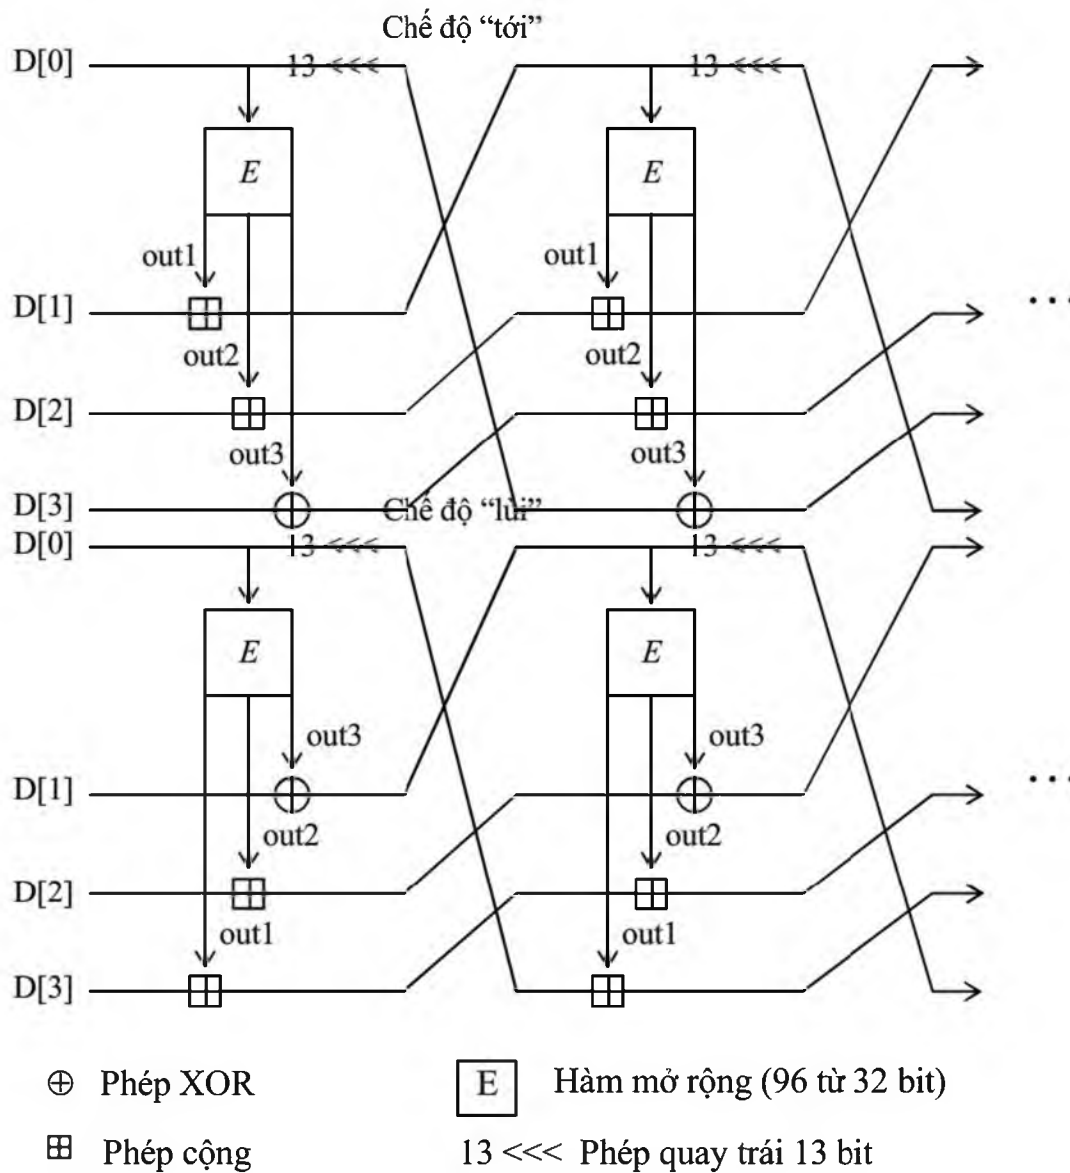 Chế độ “tới”
D[0] 13 <<< 13 <<<
E E
out1 out1
D[1] ...
out2 out2
D[2]
out3 out3
D[3]
Chế độ “lùi”
D[0] 13 <<< 13 <<<
E E
out3 out3
D[1] ...
out2 out2
D[2]
out1 out1
D[3]
⊕ Phép XOR E Hàm mở rộng (96 từ 32 bit)
⊞ Phép cộng 13 <<< Phép quay trái 13 bit